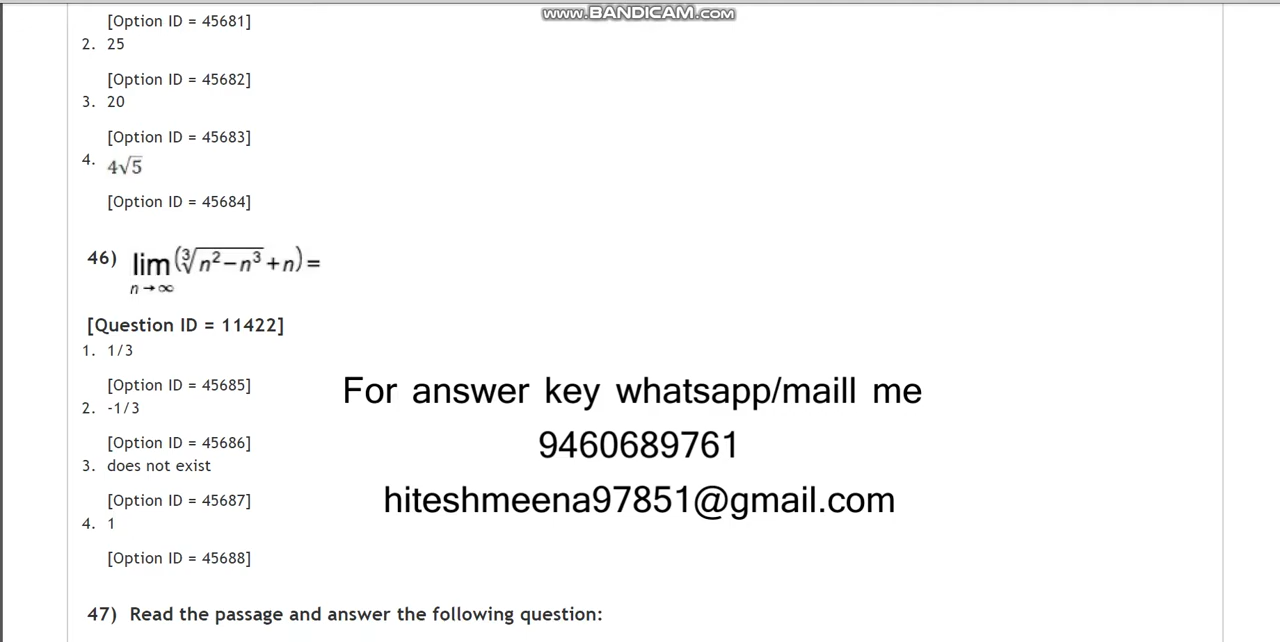 www.BANDICAM.com
[Option ID = 45681]
2. 25
[Option ID = 45682]
3. 20
[Option ID = 45683]
4. 4√5
[Option ID = 45684]
46) lim n→∞ (∛(n²−n³) +n) =
[Question ID = 11422]
1. 1/3
[Option ID = 45685]
2. -1/3
[Option ID = 45686]
3. does not exist
[Option ID = 45687]
4. 1
[Option ID = 45688]
For answer key whatsapp/maill me
9460689761
hiteshmeena97851@gmail.com
47) Read the passage and answer the following question: